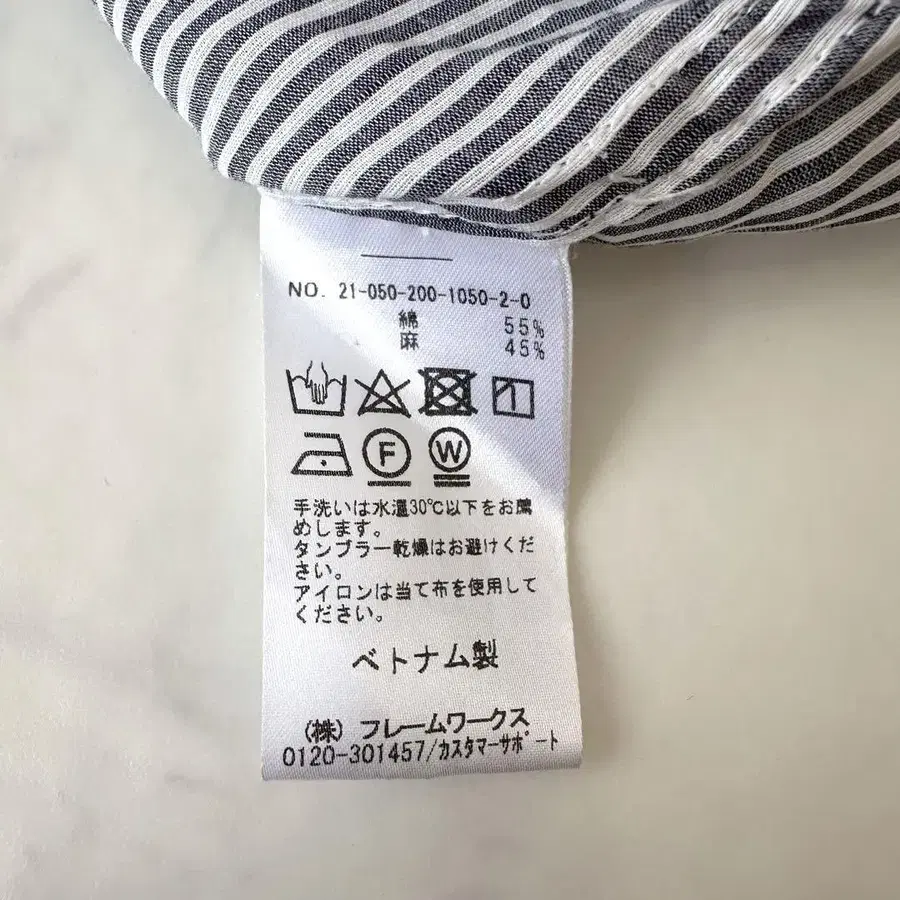 NO. 21-050-200-1050-2-0
綿 55%
麻 45%
F W
手洗いは水温30℃以下をお薦
めします。
タンブラー乾燥はお避けくだ
さい。
アイロンは当て布を使用して
ください。
ベトナム製
(株) フレームワークス
0120-301457/カスタマーサポート